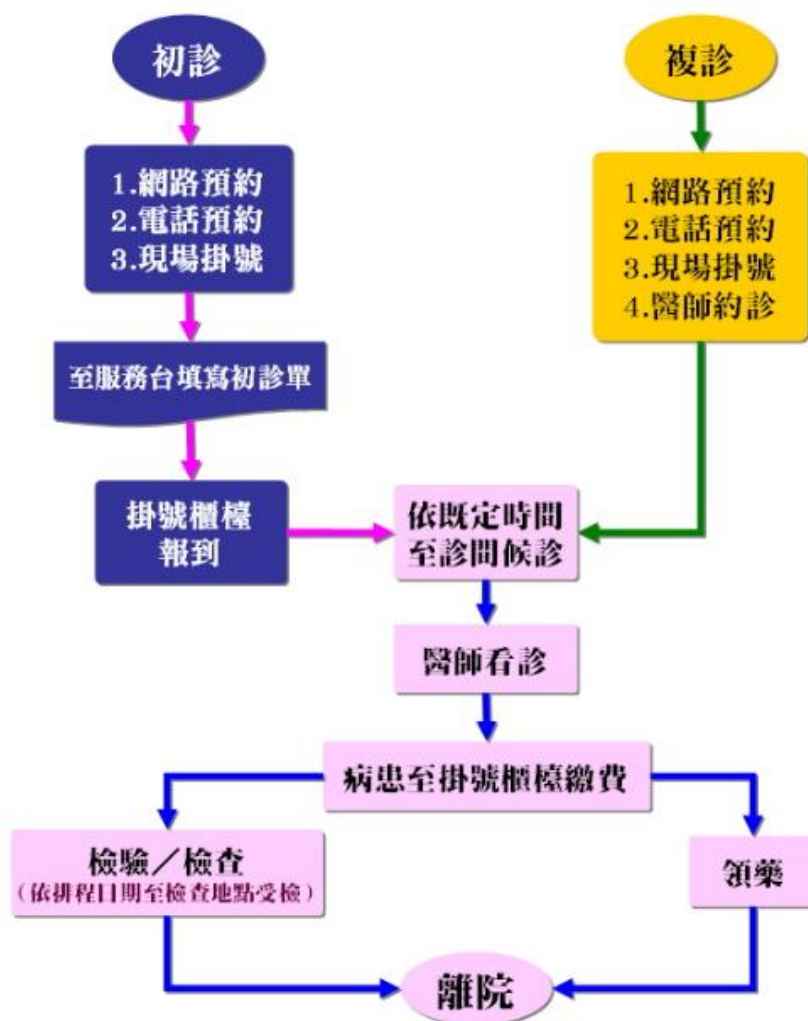 初診
1.網路預約
2.電話預約
3.現場掛號
至服務台填寫初診單
掛號櫃檯
報到
複診
1.網路預約
2.電話預約
3.現場掛號
4.醫師約診
依既定時間
至診間候診
醫師看診
病患至掛號櫃檯繳費
檢驗／檢查
(依排程日期至檢查地點受檢)
領藥
離院